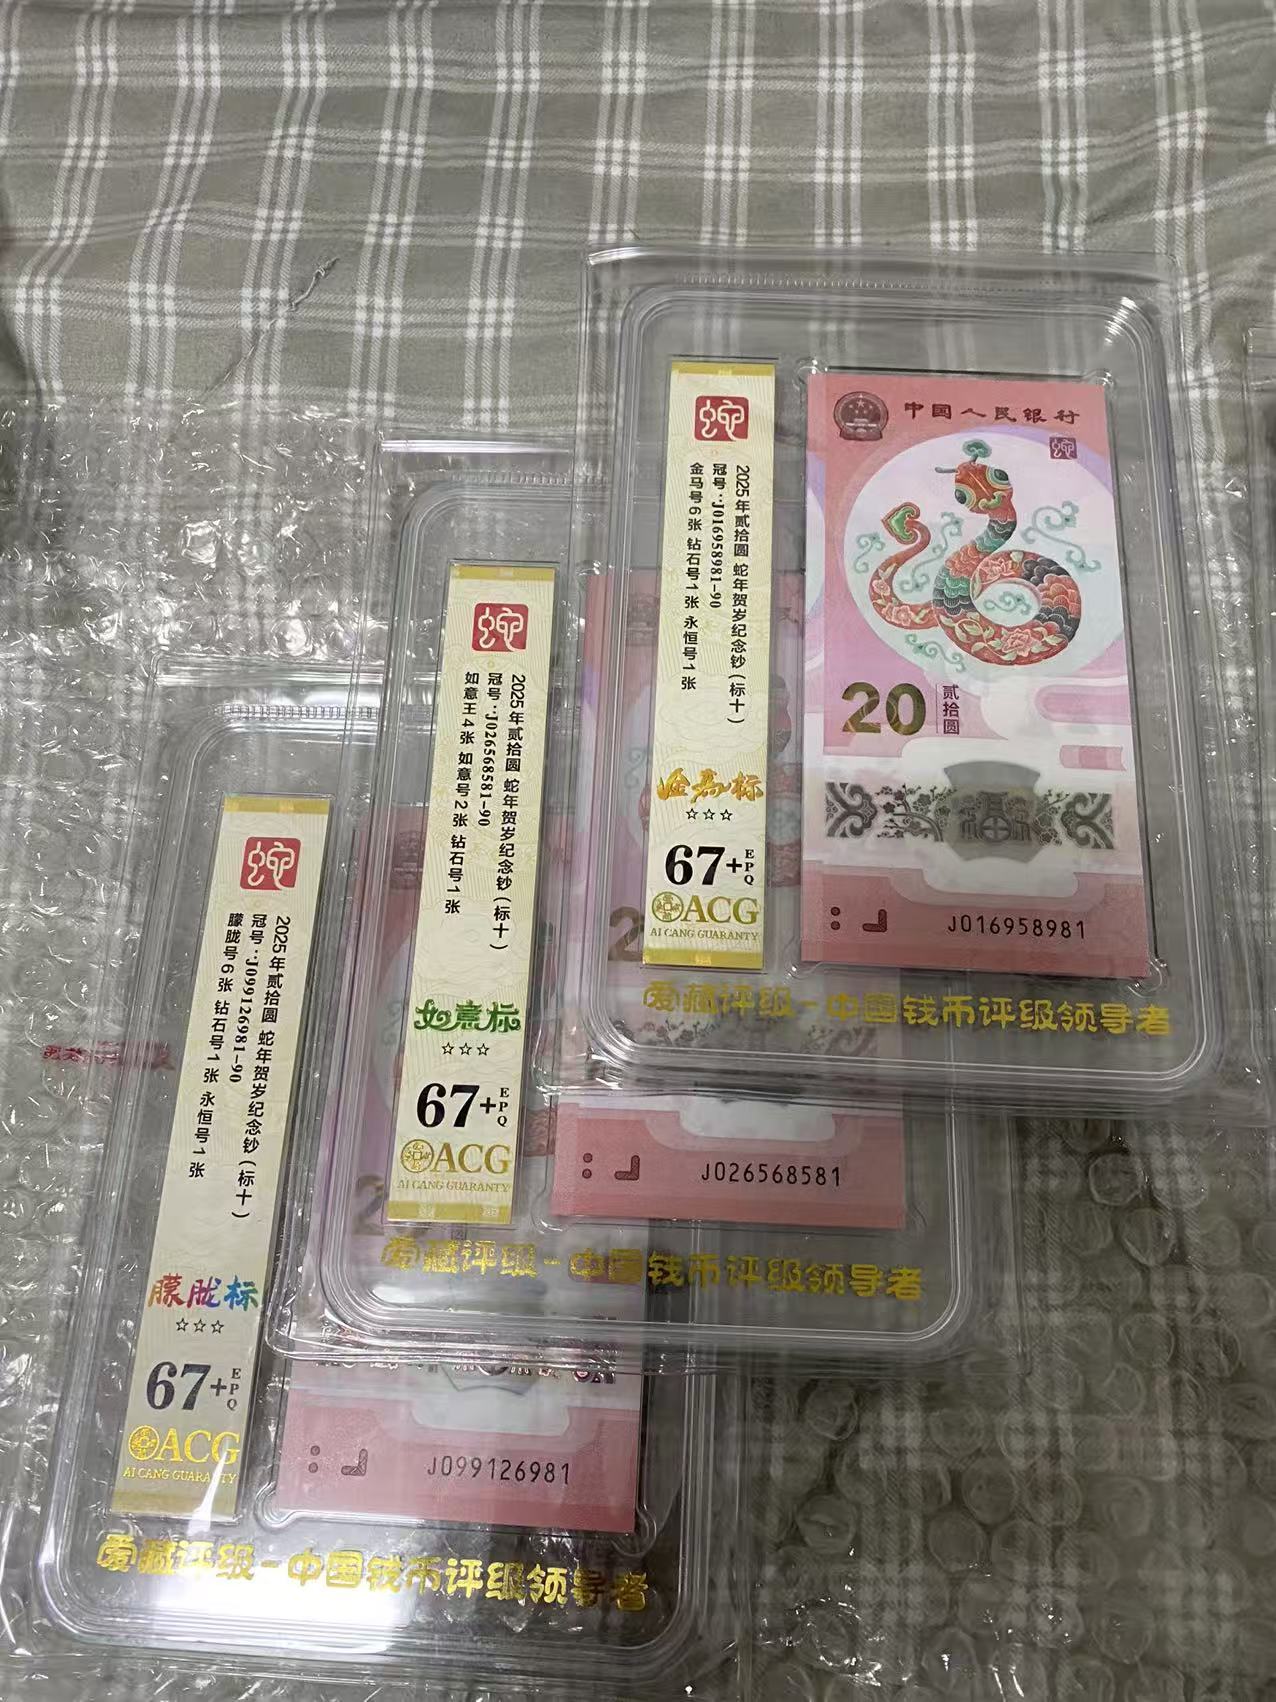 蛇
2025年贰拾圆 蛇年贺岁纪念钞（标十）
冠号：J016958981-90
金马号6张 钻石号1张 永恒号1张
金马标
☆☆☆
67+EPQ
ACG
AI CANG GUARANTY
中国人民银行
蛇
20 贰拾圆
福
J016958981
爱藏评级-中国钱币评级领导者
蛇
2025年贰拾圆 蛇年贺岁纪念钞（标十）
冠号：J026568581-90
如意王4张 如意号2张 钻石号1张
如意标
☆☆☆
67+EPQ
ACG
AI CANG GUARANTY
J026568581
爱藏评级-中国钱币评级领导者
蛇
2025年贰拾圆 蛇年贺岁纪念钞（标十）
冠号：J099126981-90
朦胧号6张 钻石号1张 永恒号1张
朦胧标
☆☆☆
67+EPQ
ACG
AI CANG GUARANTY
J099126981
爱藏评级-中国钱币评级领导者